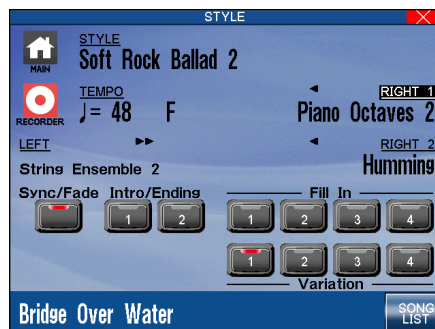 STYLE
STYLE
Soft Rock Ballad 2
MAIN
TEMPO
♩= 48 F
RECORDER
RIGHT 1
Piano Octaves 2
LEFT
String Ensemble 2
RIGHT 2
Humming
Sync/Fade Intro/Ending Fill In
1 2 1 2 3 4
1 2 3 4
Variation
Bridge Over Water
SONG
LIST